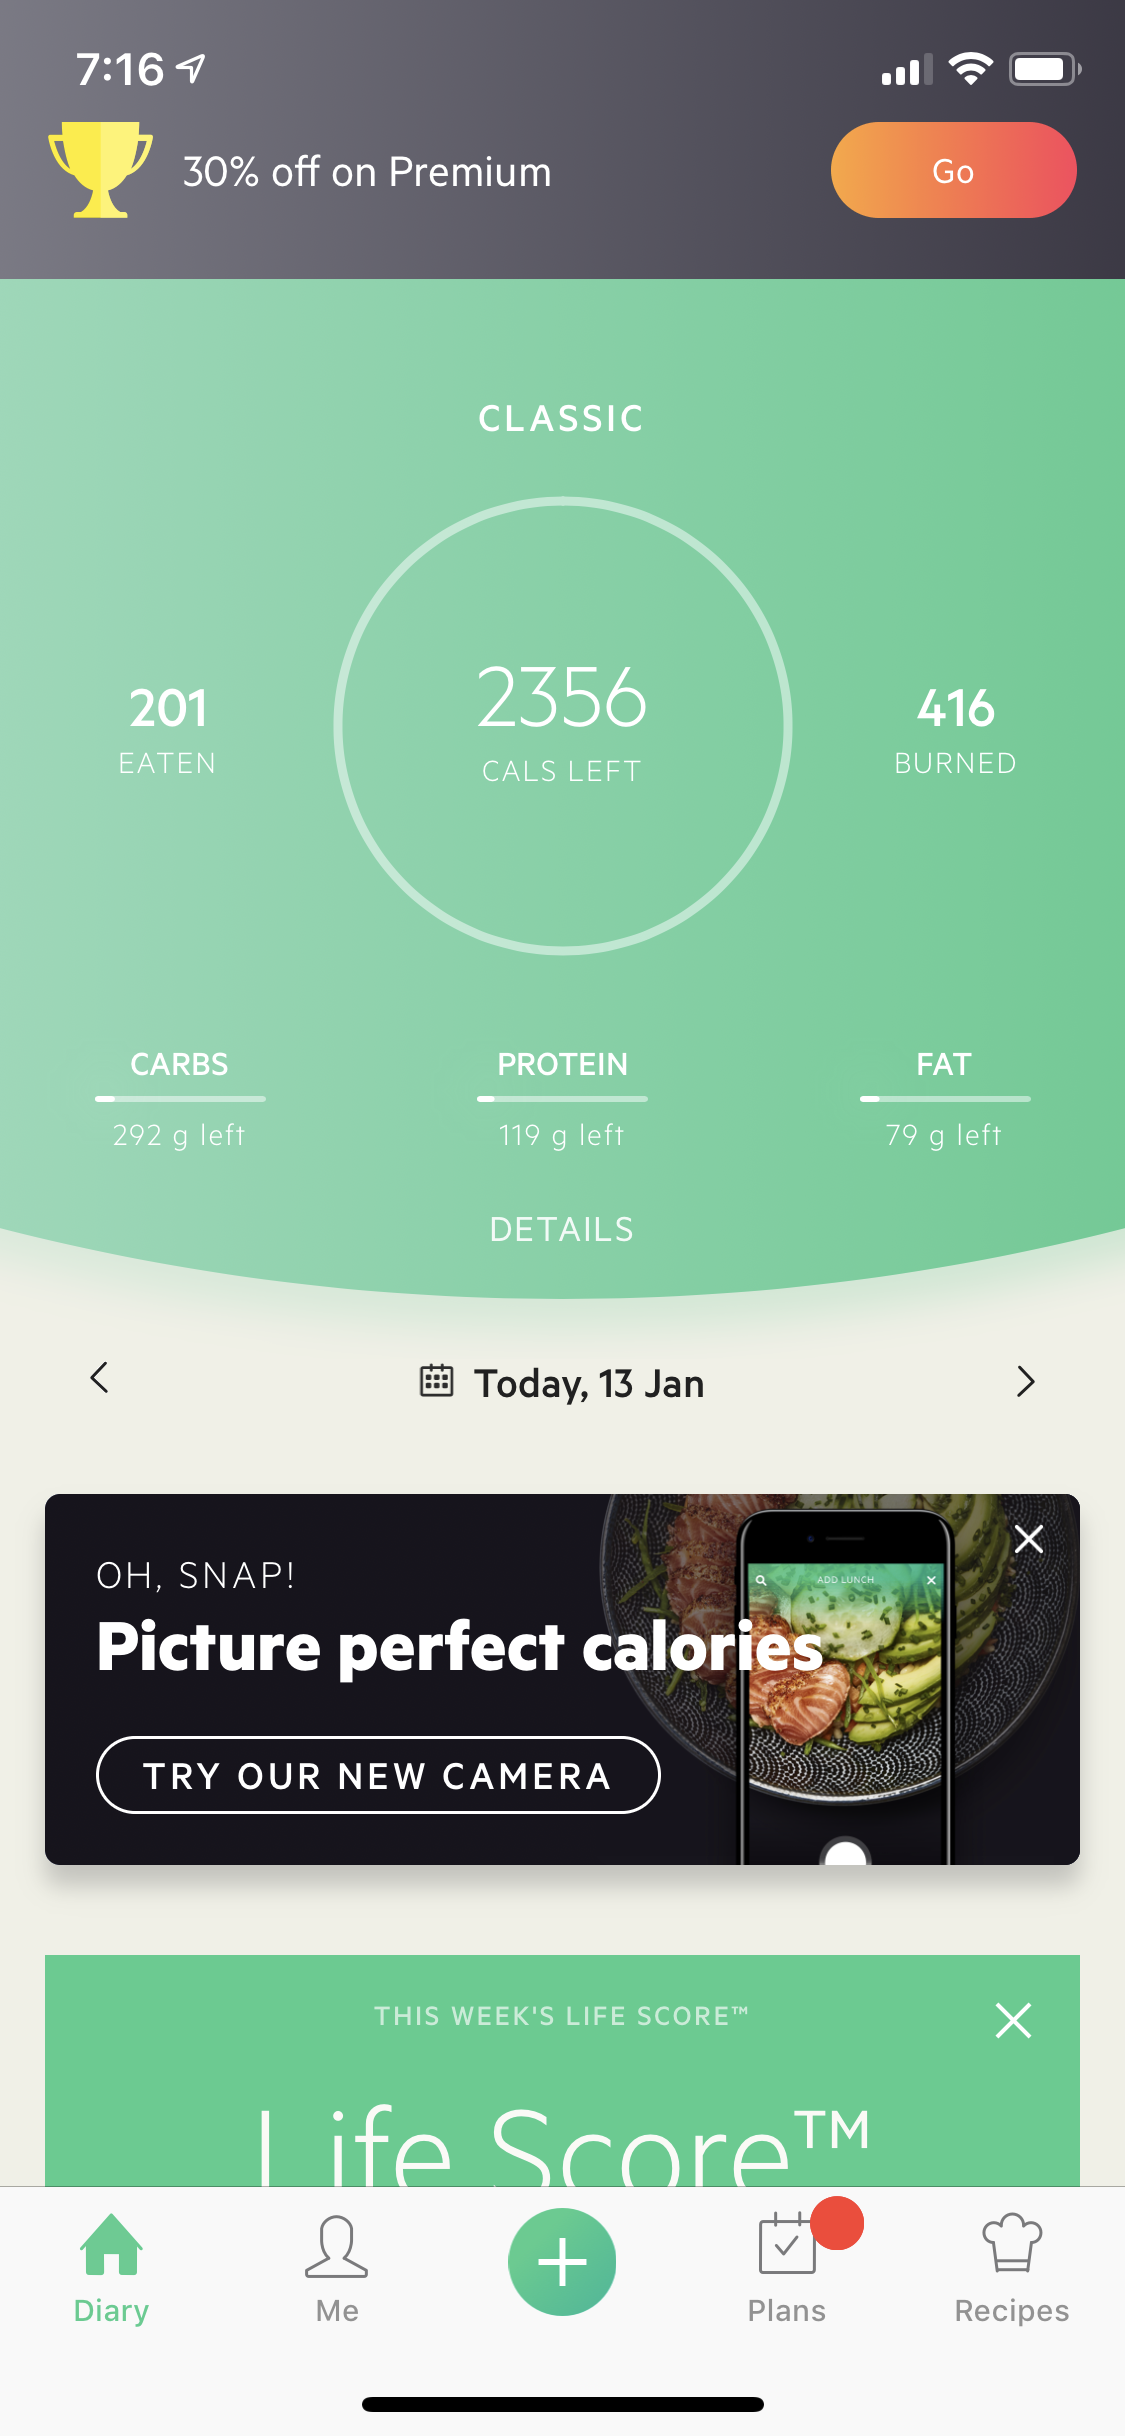 7:16
30% off on Premium
Go
CLASSIC
201
EATEN
2356
CALS LEFT
416
BURNED
CARBS
292 g left
PROTEIN
119 g left
FAT
79 g left
DETAILS
Today, 13 Jan
OH, SNAP!
Picture perfect calories
TRY OUR NEW CAMERA
ADD LUNCH
THIS WEEK'S LIFE SCORE™
Life Score™
Diary
Me
Plans
Recipes